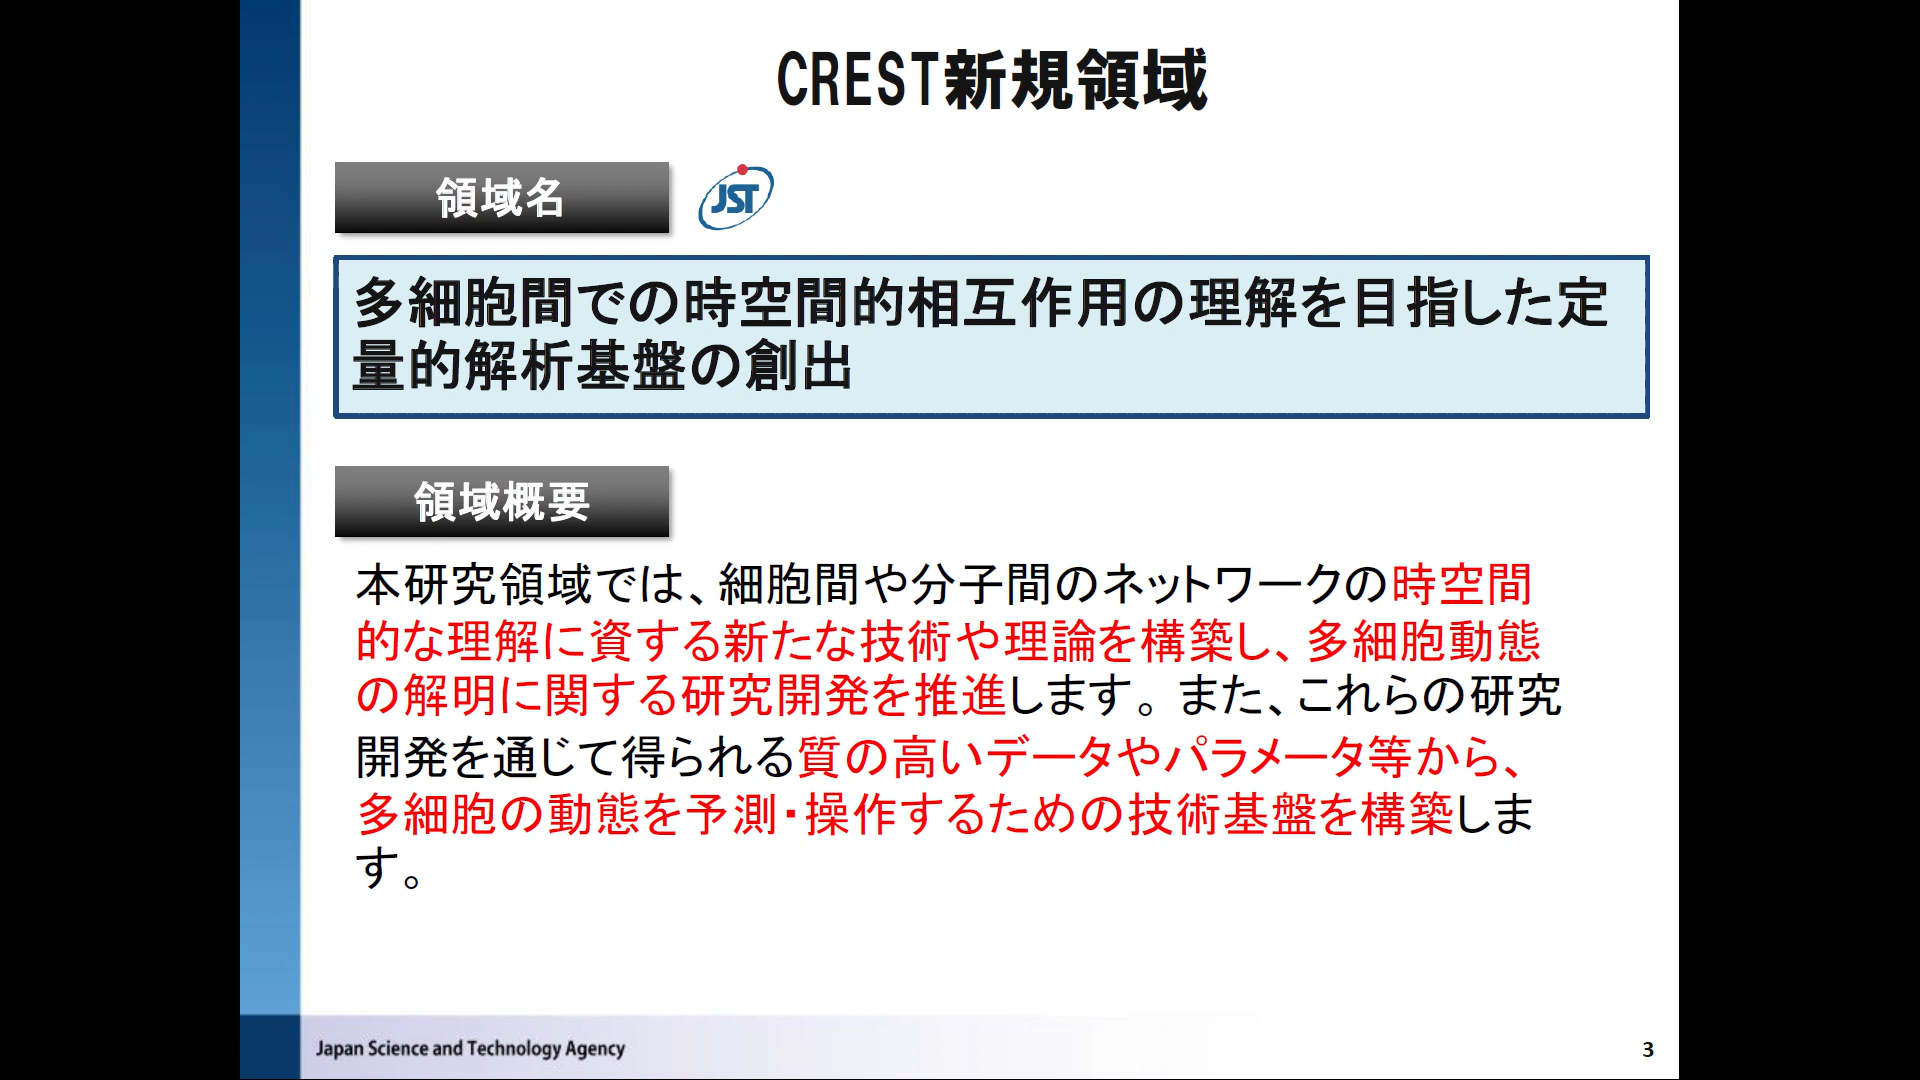 CREST新規領域
領域名
JST
多細胞間での時空間的相互作用の理解を目指した定
量的解析基盤の創出
領域概要
本研究領域では、細胞間や分子間のネットワークの時空間
的な理解に資する新たな技術や理論を構築し、多細胞動態
の解明に関する研究開発を推進します。また、これらの研究
開発を通じて得られる質の高いデータやパラメータ等から、
多細胞の動態を予測・操作するための技術基盤を構築しま
す。
Japan Science and Technology Agency
3